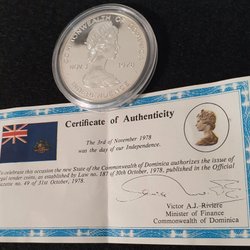 COMMONWEALTH OF DOMINICA
NOV. 3 1978
INDEPENDENCE
Certificate of Authenticity
The 3rd of November 1978
was the day of our Independence.
To celebrate this occasion the new State of the Commonwealth of Dominica authorizes the issue of
legal tender coins, as established by Law no. 187 of 30th October, 1978, published in the Official
Gazette no. 49 of 31st October, 1978.
Victor A.J. Riviere
Minister of Finance
Commonwealth of Dominica